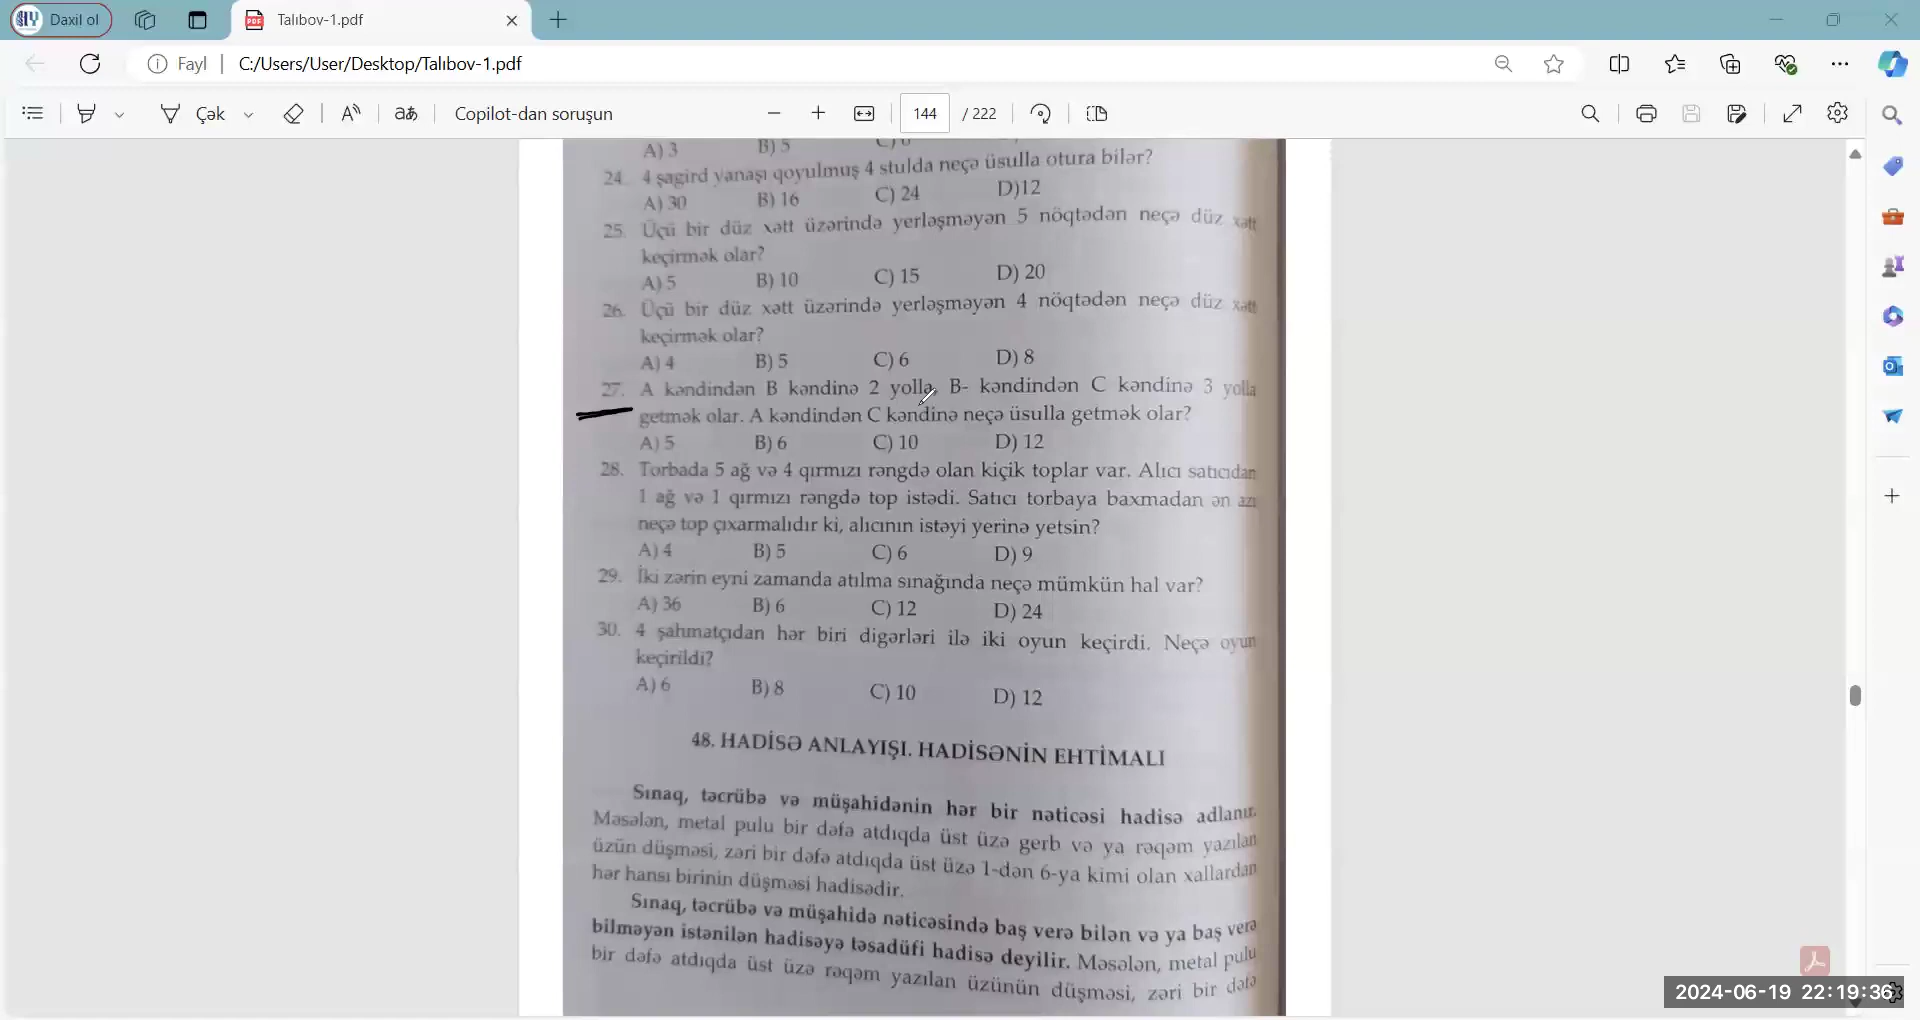 Daxil ol
Talıbov-1.pdf
Fayl
C:/Users/User/Desktop/Talıbov-1.pdf
Çək
aあ
Copilot-dan soruşun
144 / 222
A) 3 B) 5
24. 4 şagird yanaşı qoyulmuş 4 stulda neçə üsulla otura bilər?
A) 30 B) 16 C) 24 D)12
25. Üçü bir düz xətt üzərində yerləşməyən 5 nöqtədən neçə düz xətt
keçirmək olar?
A) 5 B) 10 C) 15 D) 20
26. Üçü bir düz xətt üzərində yerləşməyən 4 nöqtədən neçə düz xətt
keçirmək olar?
A) 4 B) 5 C) 6 D) 8
27. A kəndindən B kəndinə 2 yolla, B- kəndindən C kəndinə 3 yolla
getmək olar. A kəndindən C kəndinə neçə üsulla getmək olar?
A) 5 B) 6 C) 10 D) 12
28. Torbada 5 ağ və 4 qırmızı rəngdə olan kiçik toplar var. Alıcı satıcıdan
1 ağ və 1 qırmızı rəngdə top istədi. Satıcı torbaya baxmadan ən azı
neçə top çıxarmalıdır ki, alıcının istəyi yerinə yetsin?
A) 4 B) 5 C) 6 D) 9
29. İki zərin eyni zamanda atılma sınağında neçə mümkün hal var?
A) 36 B) 6 C) 12 D) 24
30. 4 şahmatçıdan hər biri digərləri ilə iki oyun keçirdi. Neçə oyun
keçirildi?
A) 6 B) 8 C) 10 D) 12
48. HADİSƏ ANLAYIŞI. HADİSƏNİN EHTİMALI
Sınaq, təcrübə və müşahidənin hər bir nəticəsi hadisə adlanır.
Məsələn, metal pulu bir dəfə atdıqda üst üzə gerb və ya rəqəm yazılan
üzün düşməsi, zəri bir dəfə atdıqda üst üzə 1-dən 6-ya kimi olan xallardan
hər hansı birinin düşməsi hadisədir.
Sınaq, təcrübə və müşahidə nəticəsində baş verə bilən və ya baş verə
bilməyən istənilən hadisəyə təsadüfi hadisə deyilir. Məsələn, metal pulu
bir dəfə atdıqda üst üzə rəqəm yazılan üzünün düşməsi, zəri bir dəfə
2024-06-19 22:19:36